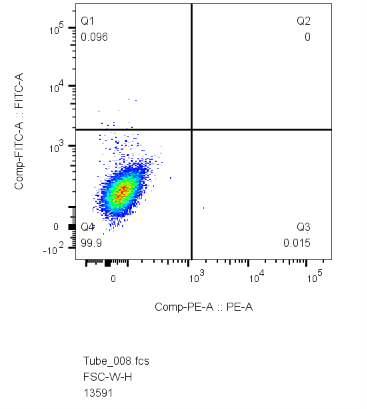 Q1
0.096
Q2
0
Q4
99.9
Q3
0.015
10^5
10^4
10^3
0
-10^2
0
10^3
10^4
10^5
Comp-FITC-A :: FITC-A
Comp-PE-A :: PE-A
Tube_008.fcs
FSC-W-H
13591